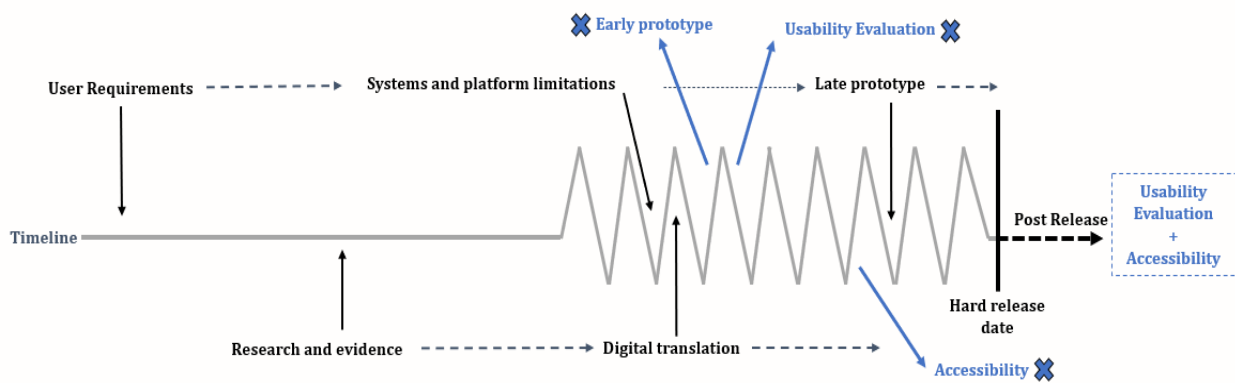 Early prototype
Usability Evaluation
User Requirements
Systems and platform limitations
Late prototype
Timeline
Post Release
Usability
Evaluation
+
Accessibility
Hard release
date
Research and evidence
Digital translation
Accessibility